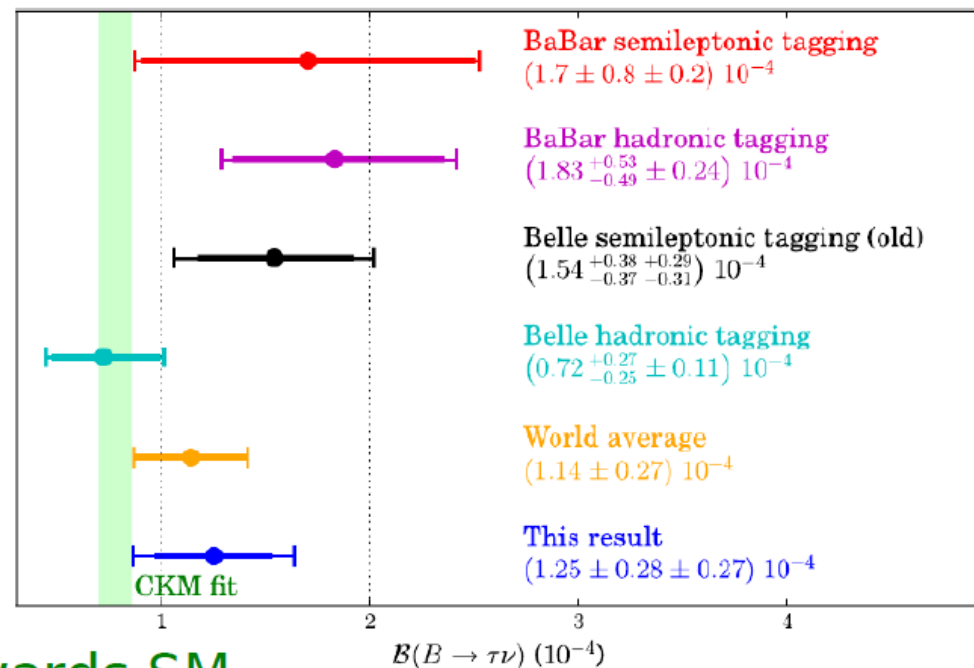 BaBar semileptonic tagging
(1.7 ± 0.8 ± 0.2) 10⁻⁴
BaBar hadronic tagging
(1.83 +0.53 −0.49 ± 0.24) 10⁻⁴
Belle semileptonic tagging (old)
(1.54 +0.38 −0.37 +0.29 −0.31) 10⁻⁴
Belle hadronic tagging
(0.72 +0.27 −0.25 ± 0.11) 10⁻⁴
World average
(1.14 ± 0.27) 10⁻⁴
This result
(1.25 ± 0.28 ± 0.27) 10⁻⁴
CKM fit
1 2 3 4
ℬ(B → τν) (10⁻⁴)
SM